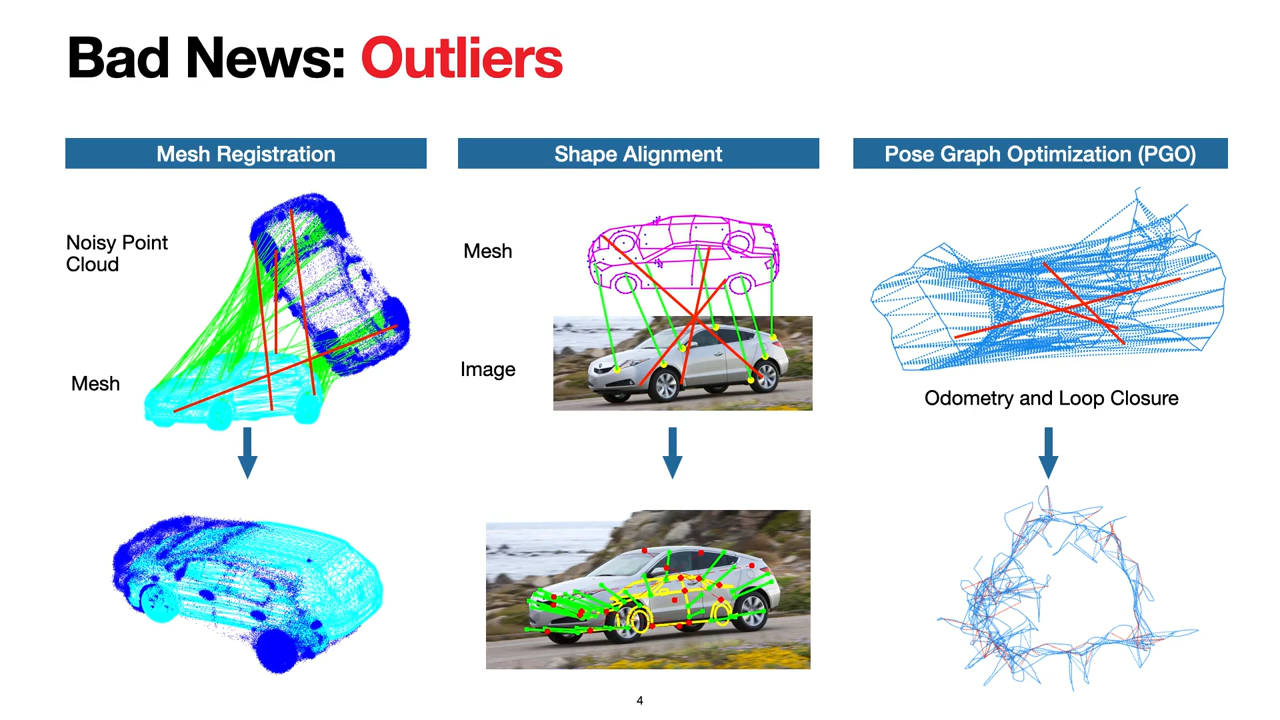 Bad News: Outliers
Mesh Registration
Noisy Point
Cloud
Mesh
Shape Alignment
Mesh
Image
Pose Graph Optimization (PGO)
Odometry and Loop Closure
4